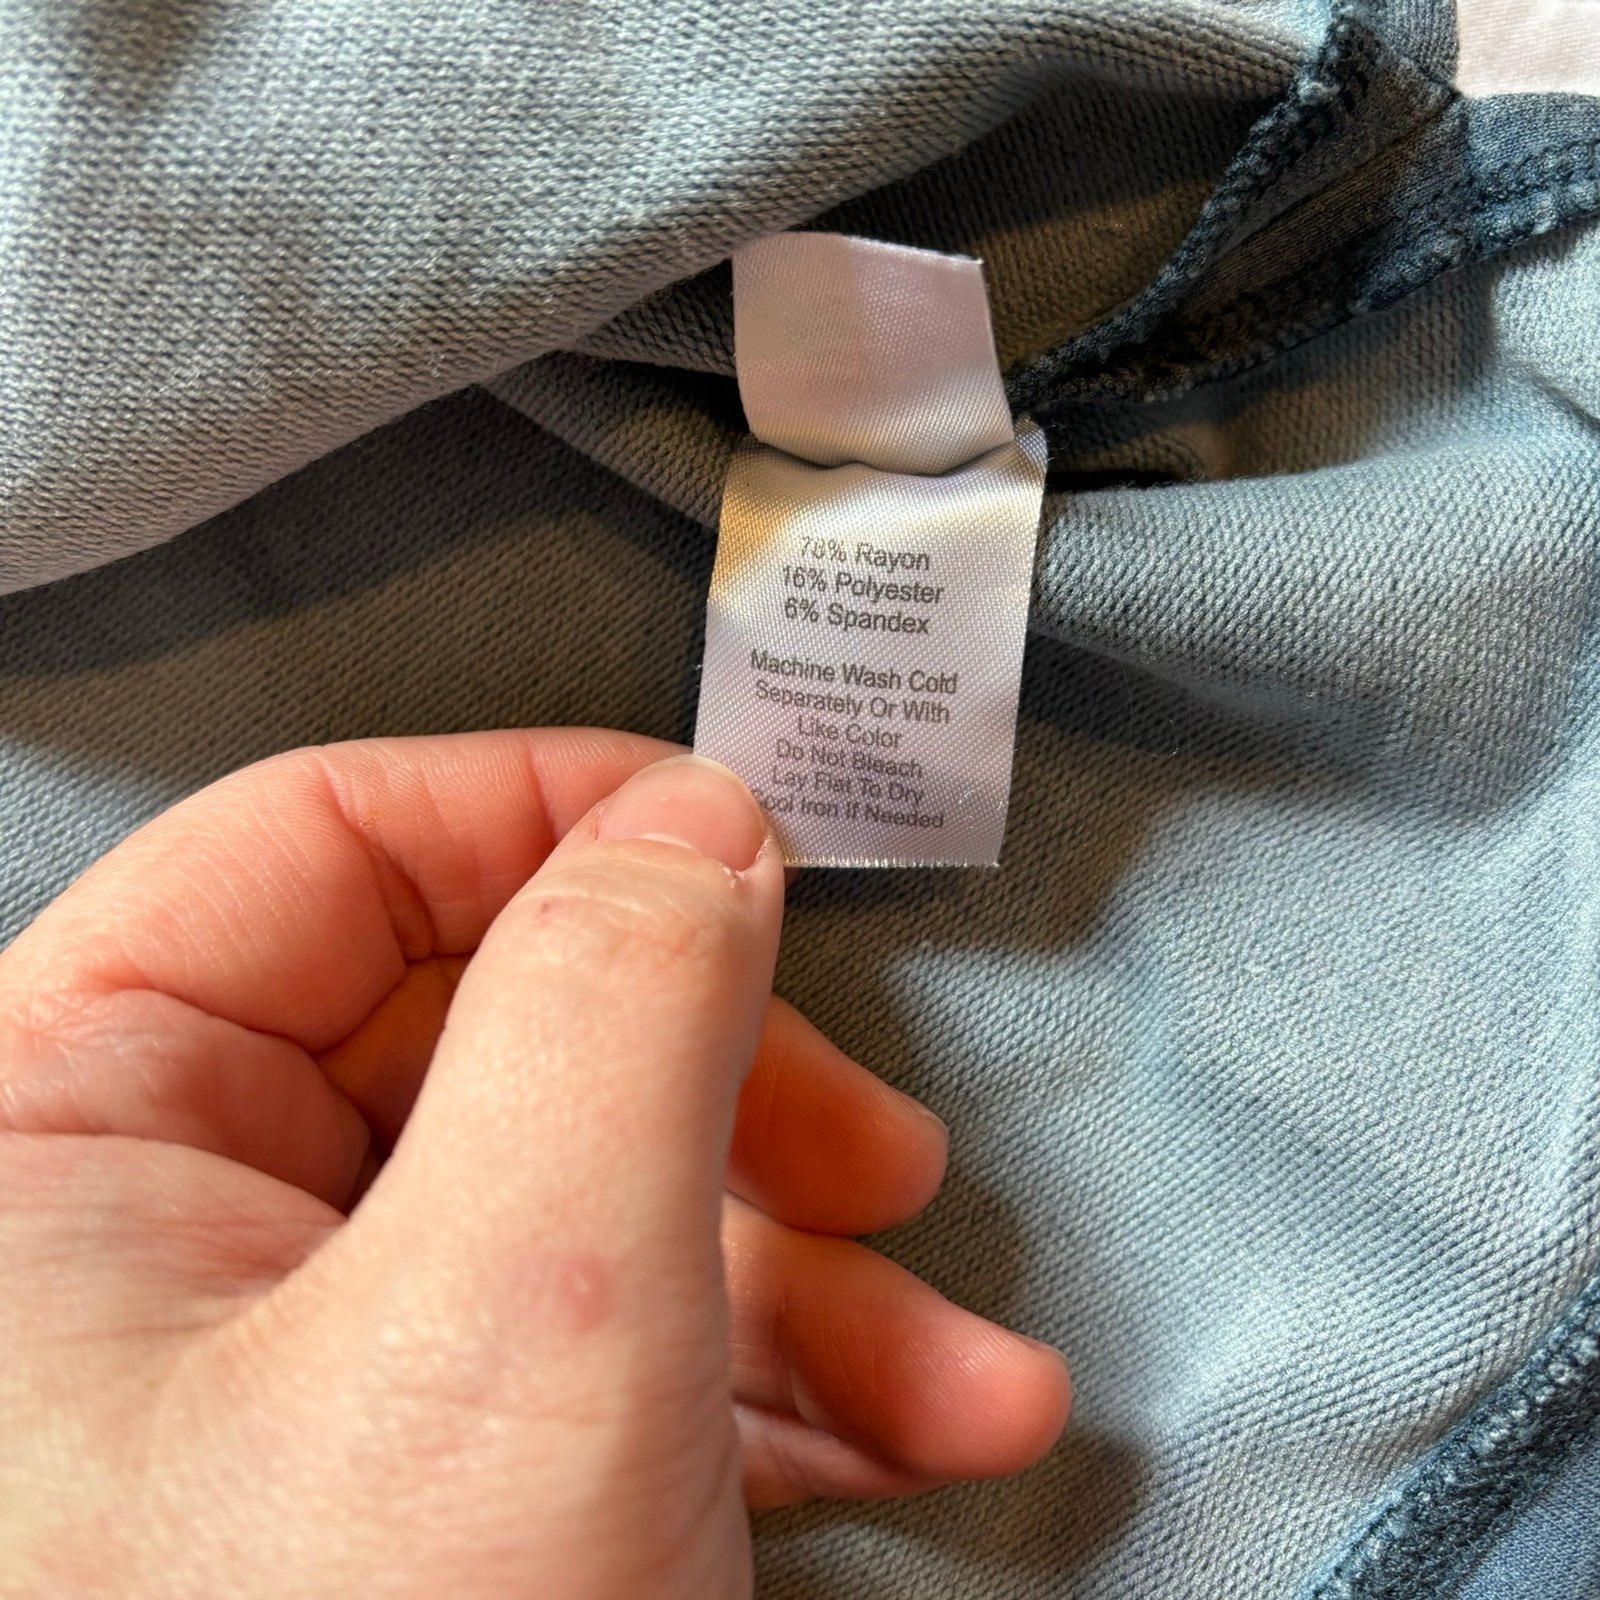 78% Rayon
16% Polyester
6% Spandex
Machine Wash Cold
Separately Or With
Like Color
Do Not Bleach
Lay Flat To Dry
Cool Iron If Needed